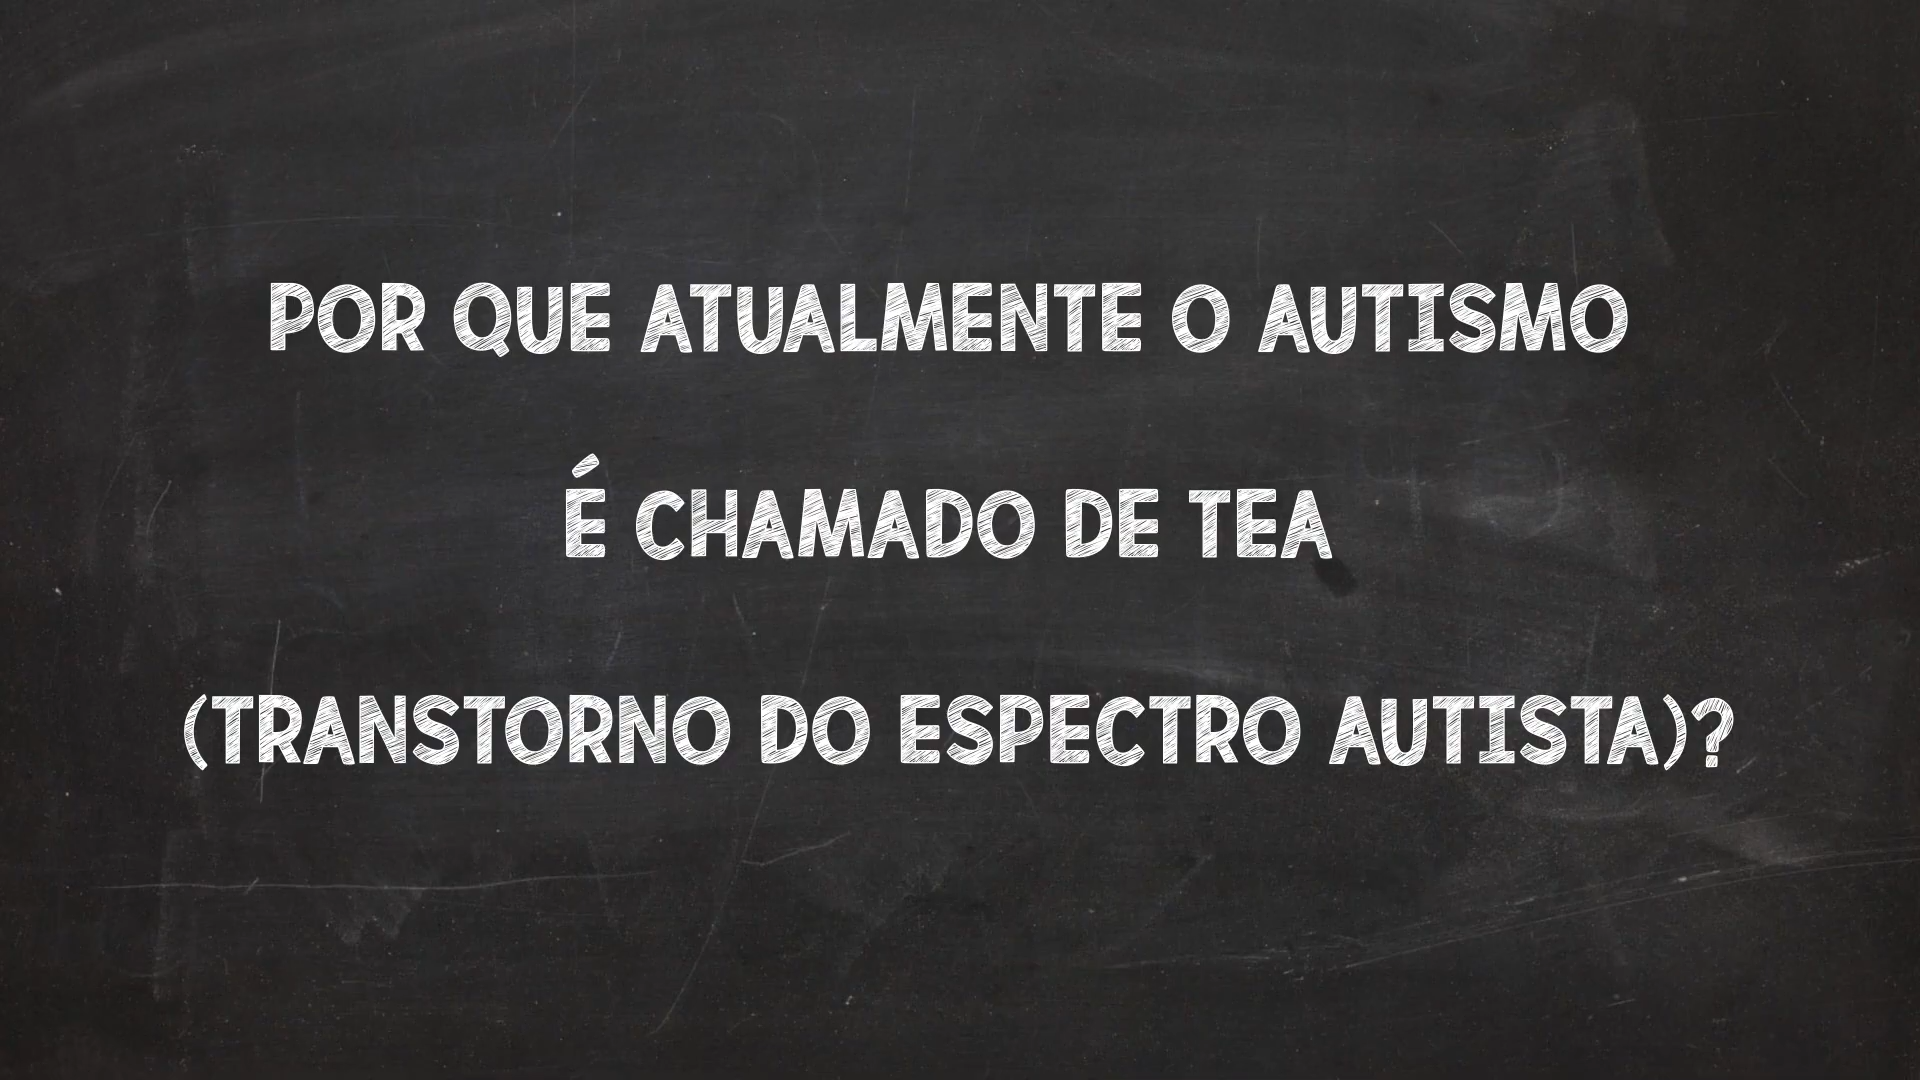 POR QUE ATUALMENTE O AUTISMO
É CHAMADO DE TEA
(TRANSTORNO DO ESPECTRO AUTISTA)?